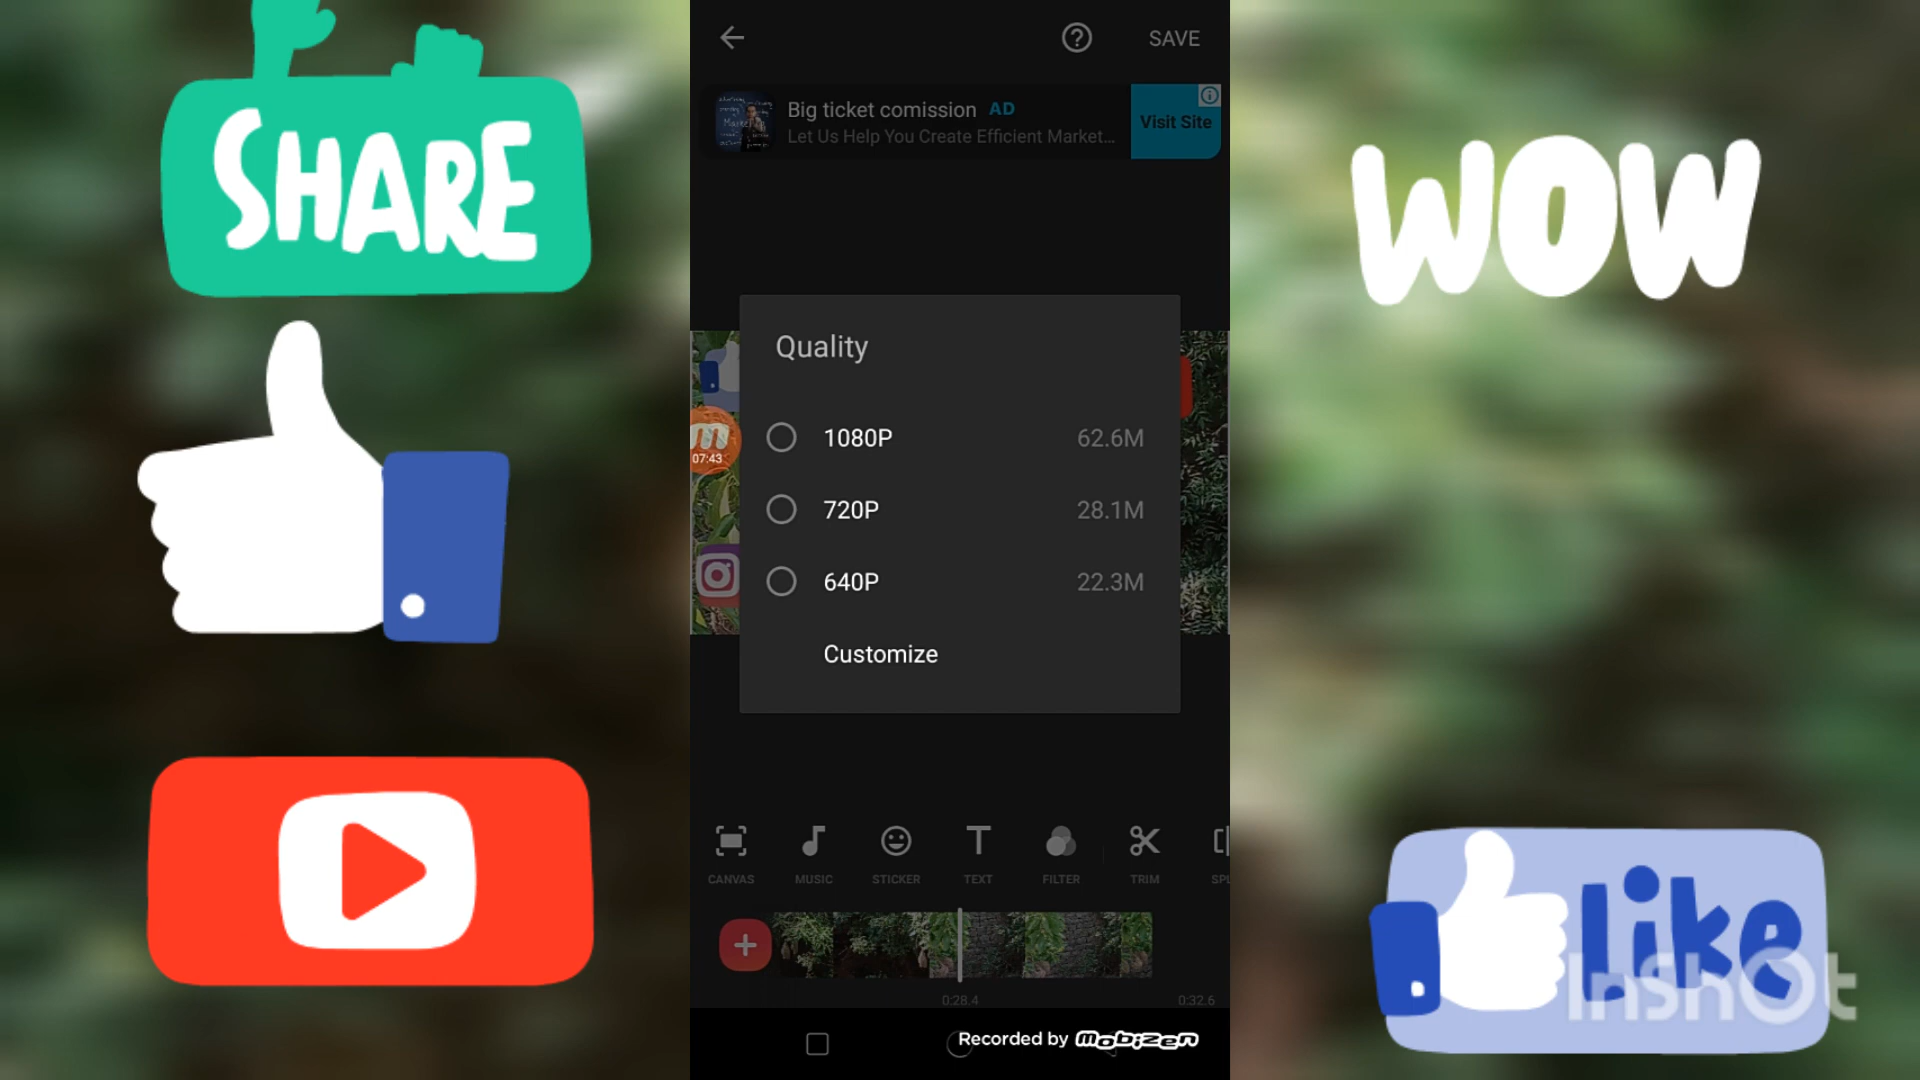 SHARE
SAVE
Big ticket comission AD
Let Us Help You Create Efficient Market...
Visit Site
WOW
Quality
1080P 62.6M
720P 28.1M
640P 22.3M
Customize
07:43
CANVAS MUSIC STICKER TEXT FILTER TRIM SPL
0:28.4 0:32.6
Recorded by mobizen
like
InShOt